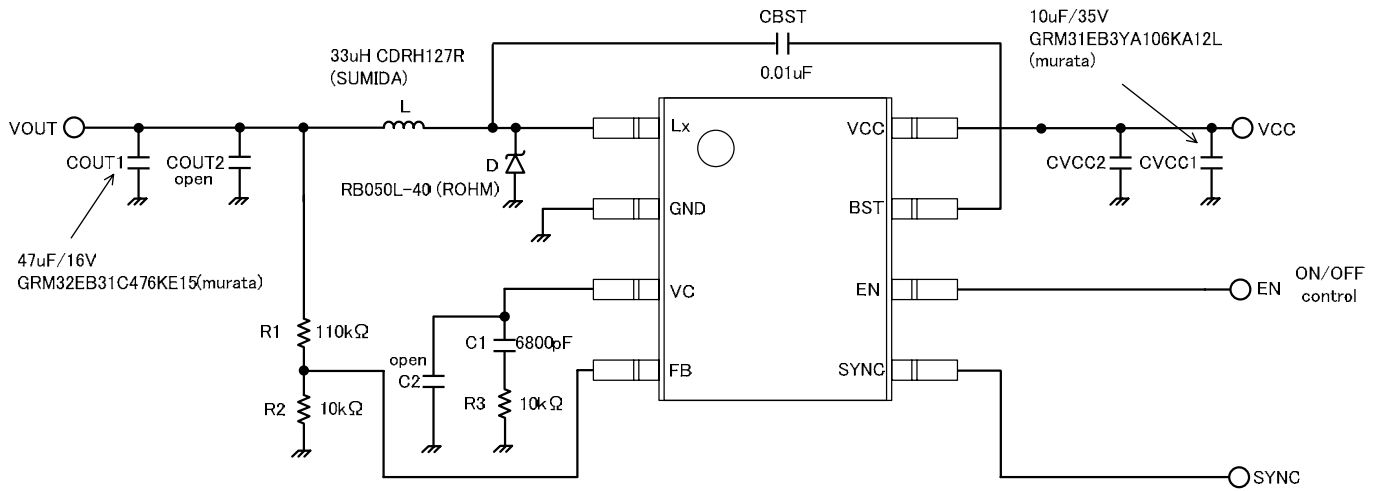 CBST
0.01uF
10uF/35V
GRM31EB3YA106KA12L
(murata)
33uH CDRH127R
(SUMIDA)
L
VOUT
COUT1
COUT2
open
D
RB050L-40 (ROHM)
47uF/16V
GRM32EB31C476KE15(murata)
Lx
GND
VC
FB
VCC
BST
EN
SYNC
CVCC2
CVCC1
VCC
EN
ON/OFF
control
SYNC
R1
110kΩ
R2
10kΩ
open
C2
C1
6800pF
R3
10kΩ